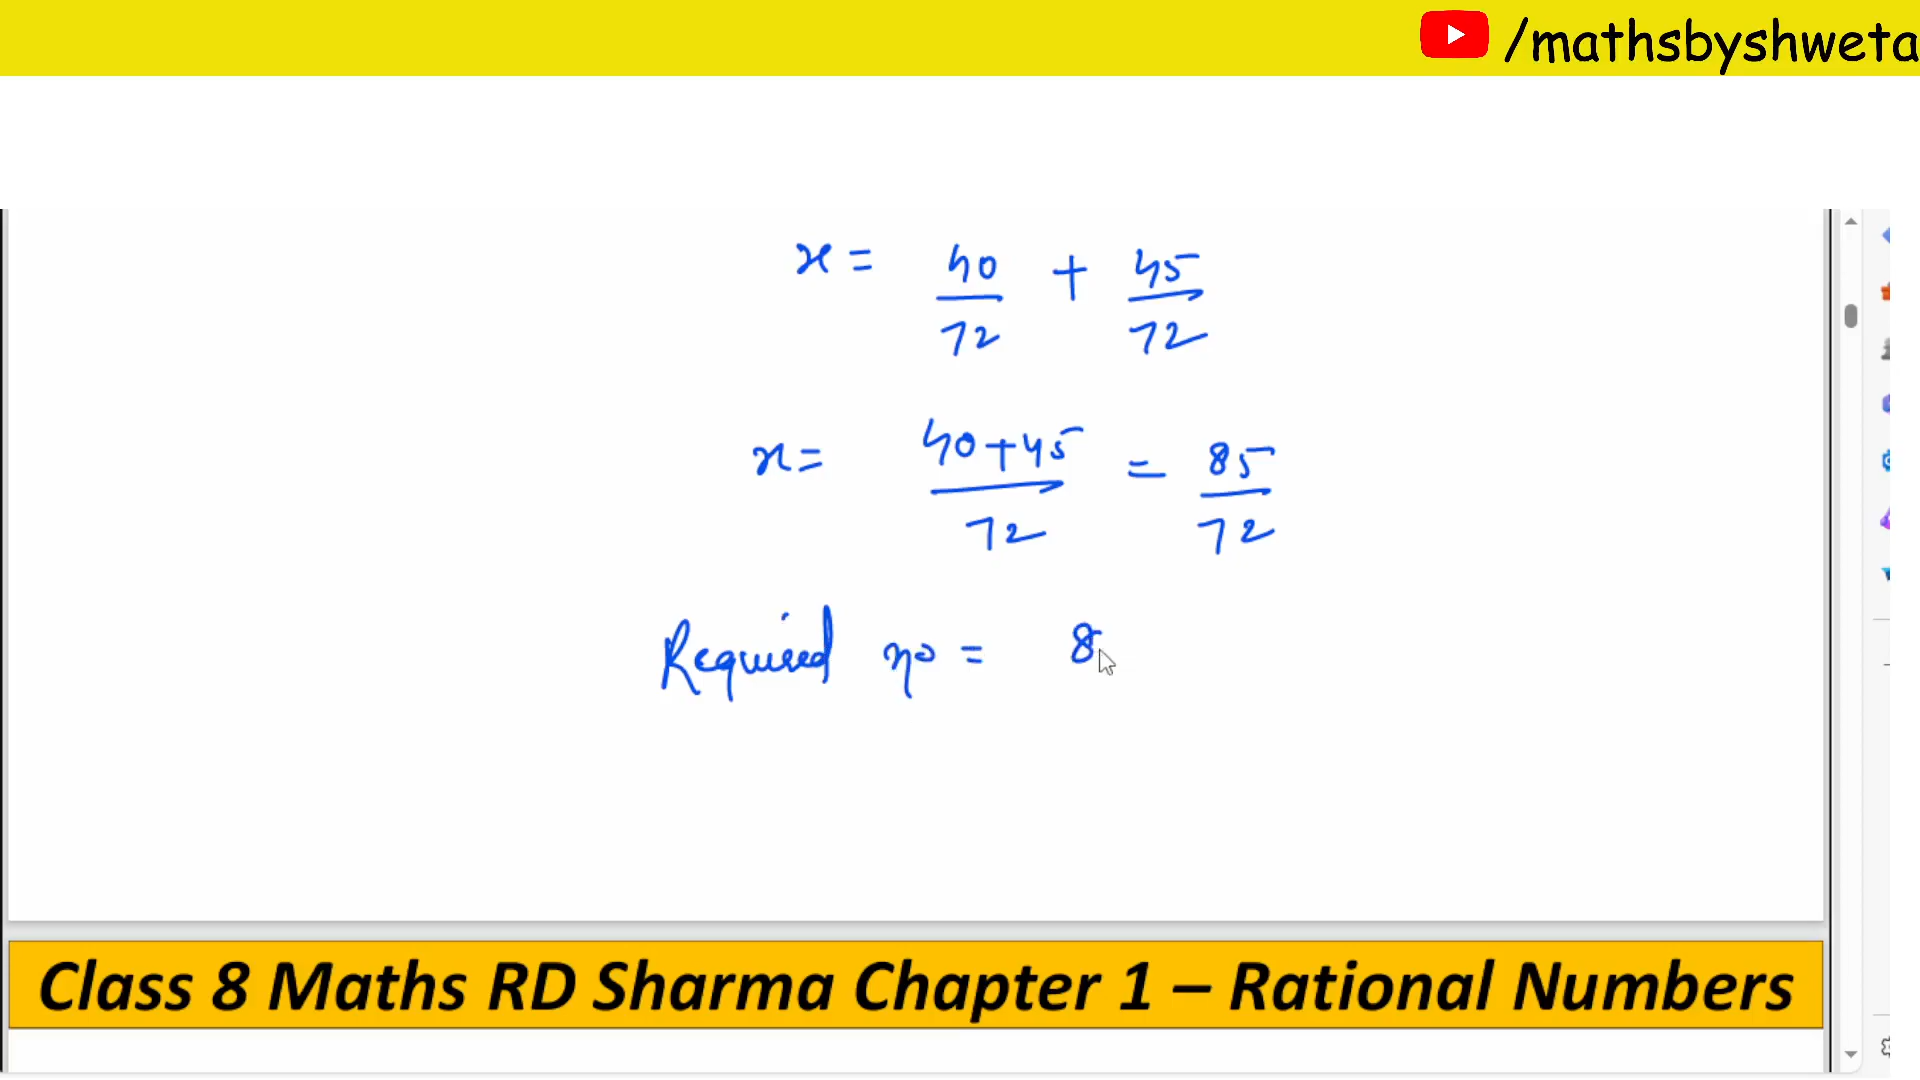 /mathsbyshweta
x = 40/72 + 45/72
x = 40+45/72 = 85/72
Required no = 8
Class 8 Maths RD Sharma Chapter 1 – Rational Numbers